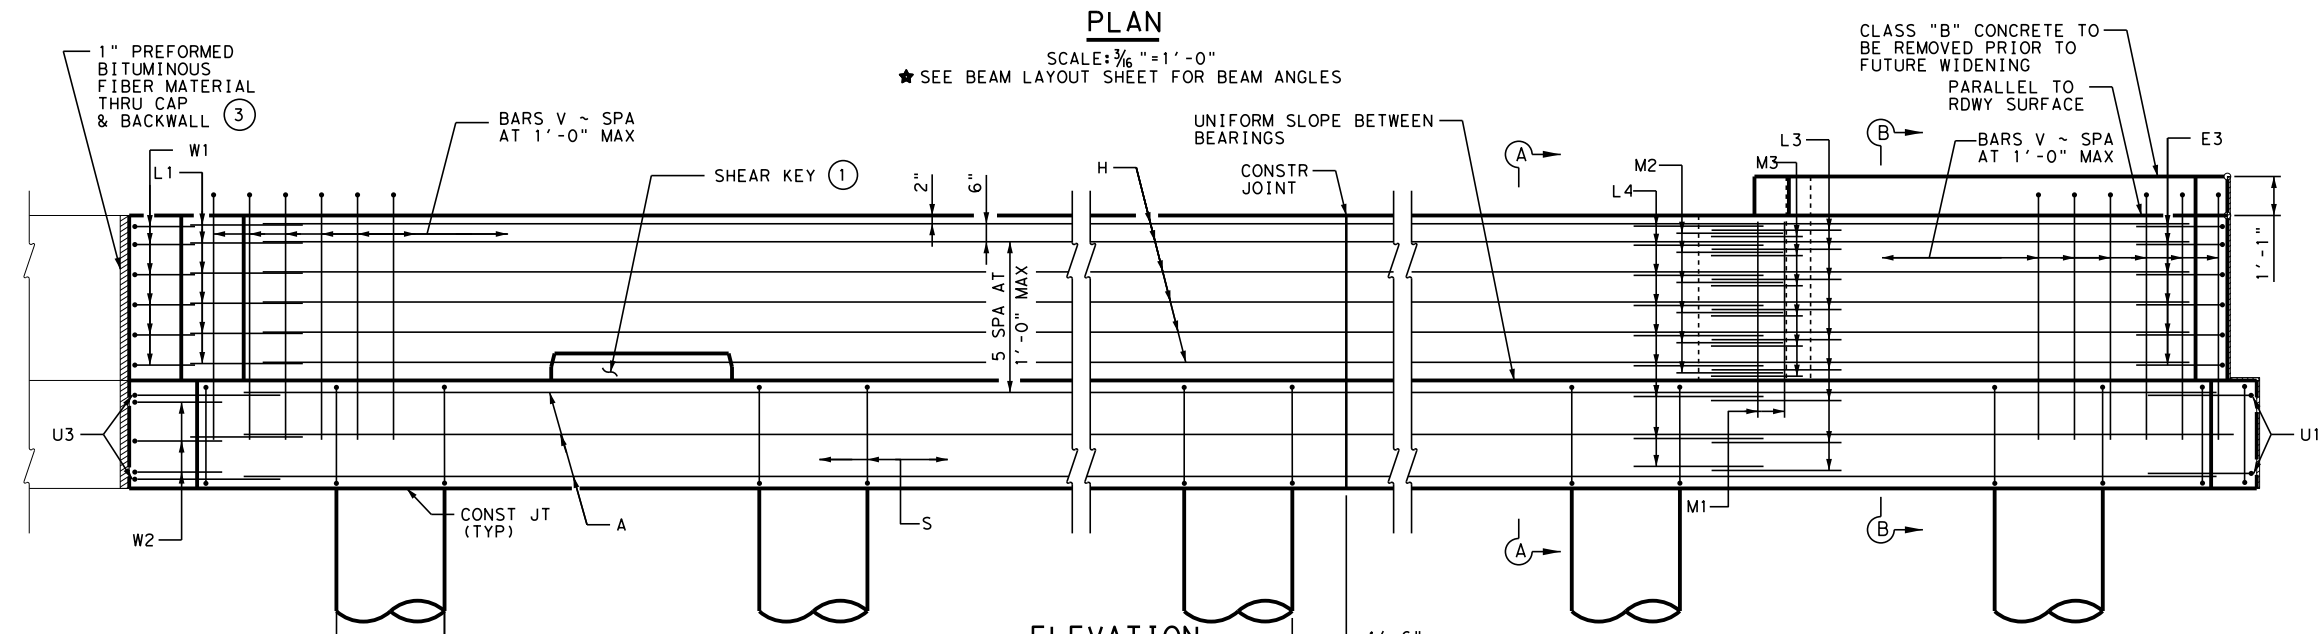 PLAN
SCALE: 3/16 "=1'-0"
★ SEE BEAM LAYOUT SHEET FOR BEAM ANGLES
1" PREFORMED
BITUMINOUS
FIBER MATERIAL
THRU CAP
& BACKWALL 3
W1
L1
BARS V ~ SPA
AT 1'-0" MAX
SHEAR KEY 1
2"
6"
5 SPA AT
1'-0" MAX
H
UNIFORM SLOPE BETWEEN
BEARINGS
CONSTR
JOINT
A
M2
L4
M3
L3
B
CLASS "B" CONCRETE TO
BE REMOVED PRIOR TO
FUTURE WIDENING
PARALLEL TO
RDWY SURFACE
BARS V ~ SPA
AT 1'-0" MAX
E3
1'-1"
U3
W2
CONST JT
(TYP)
A
S
M1
A
B
U1
ELEVATION